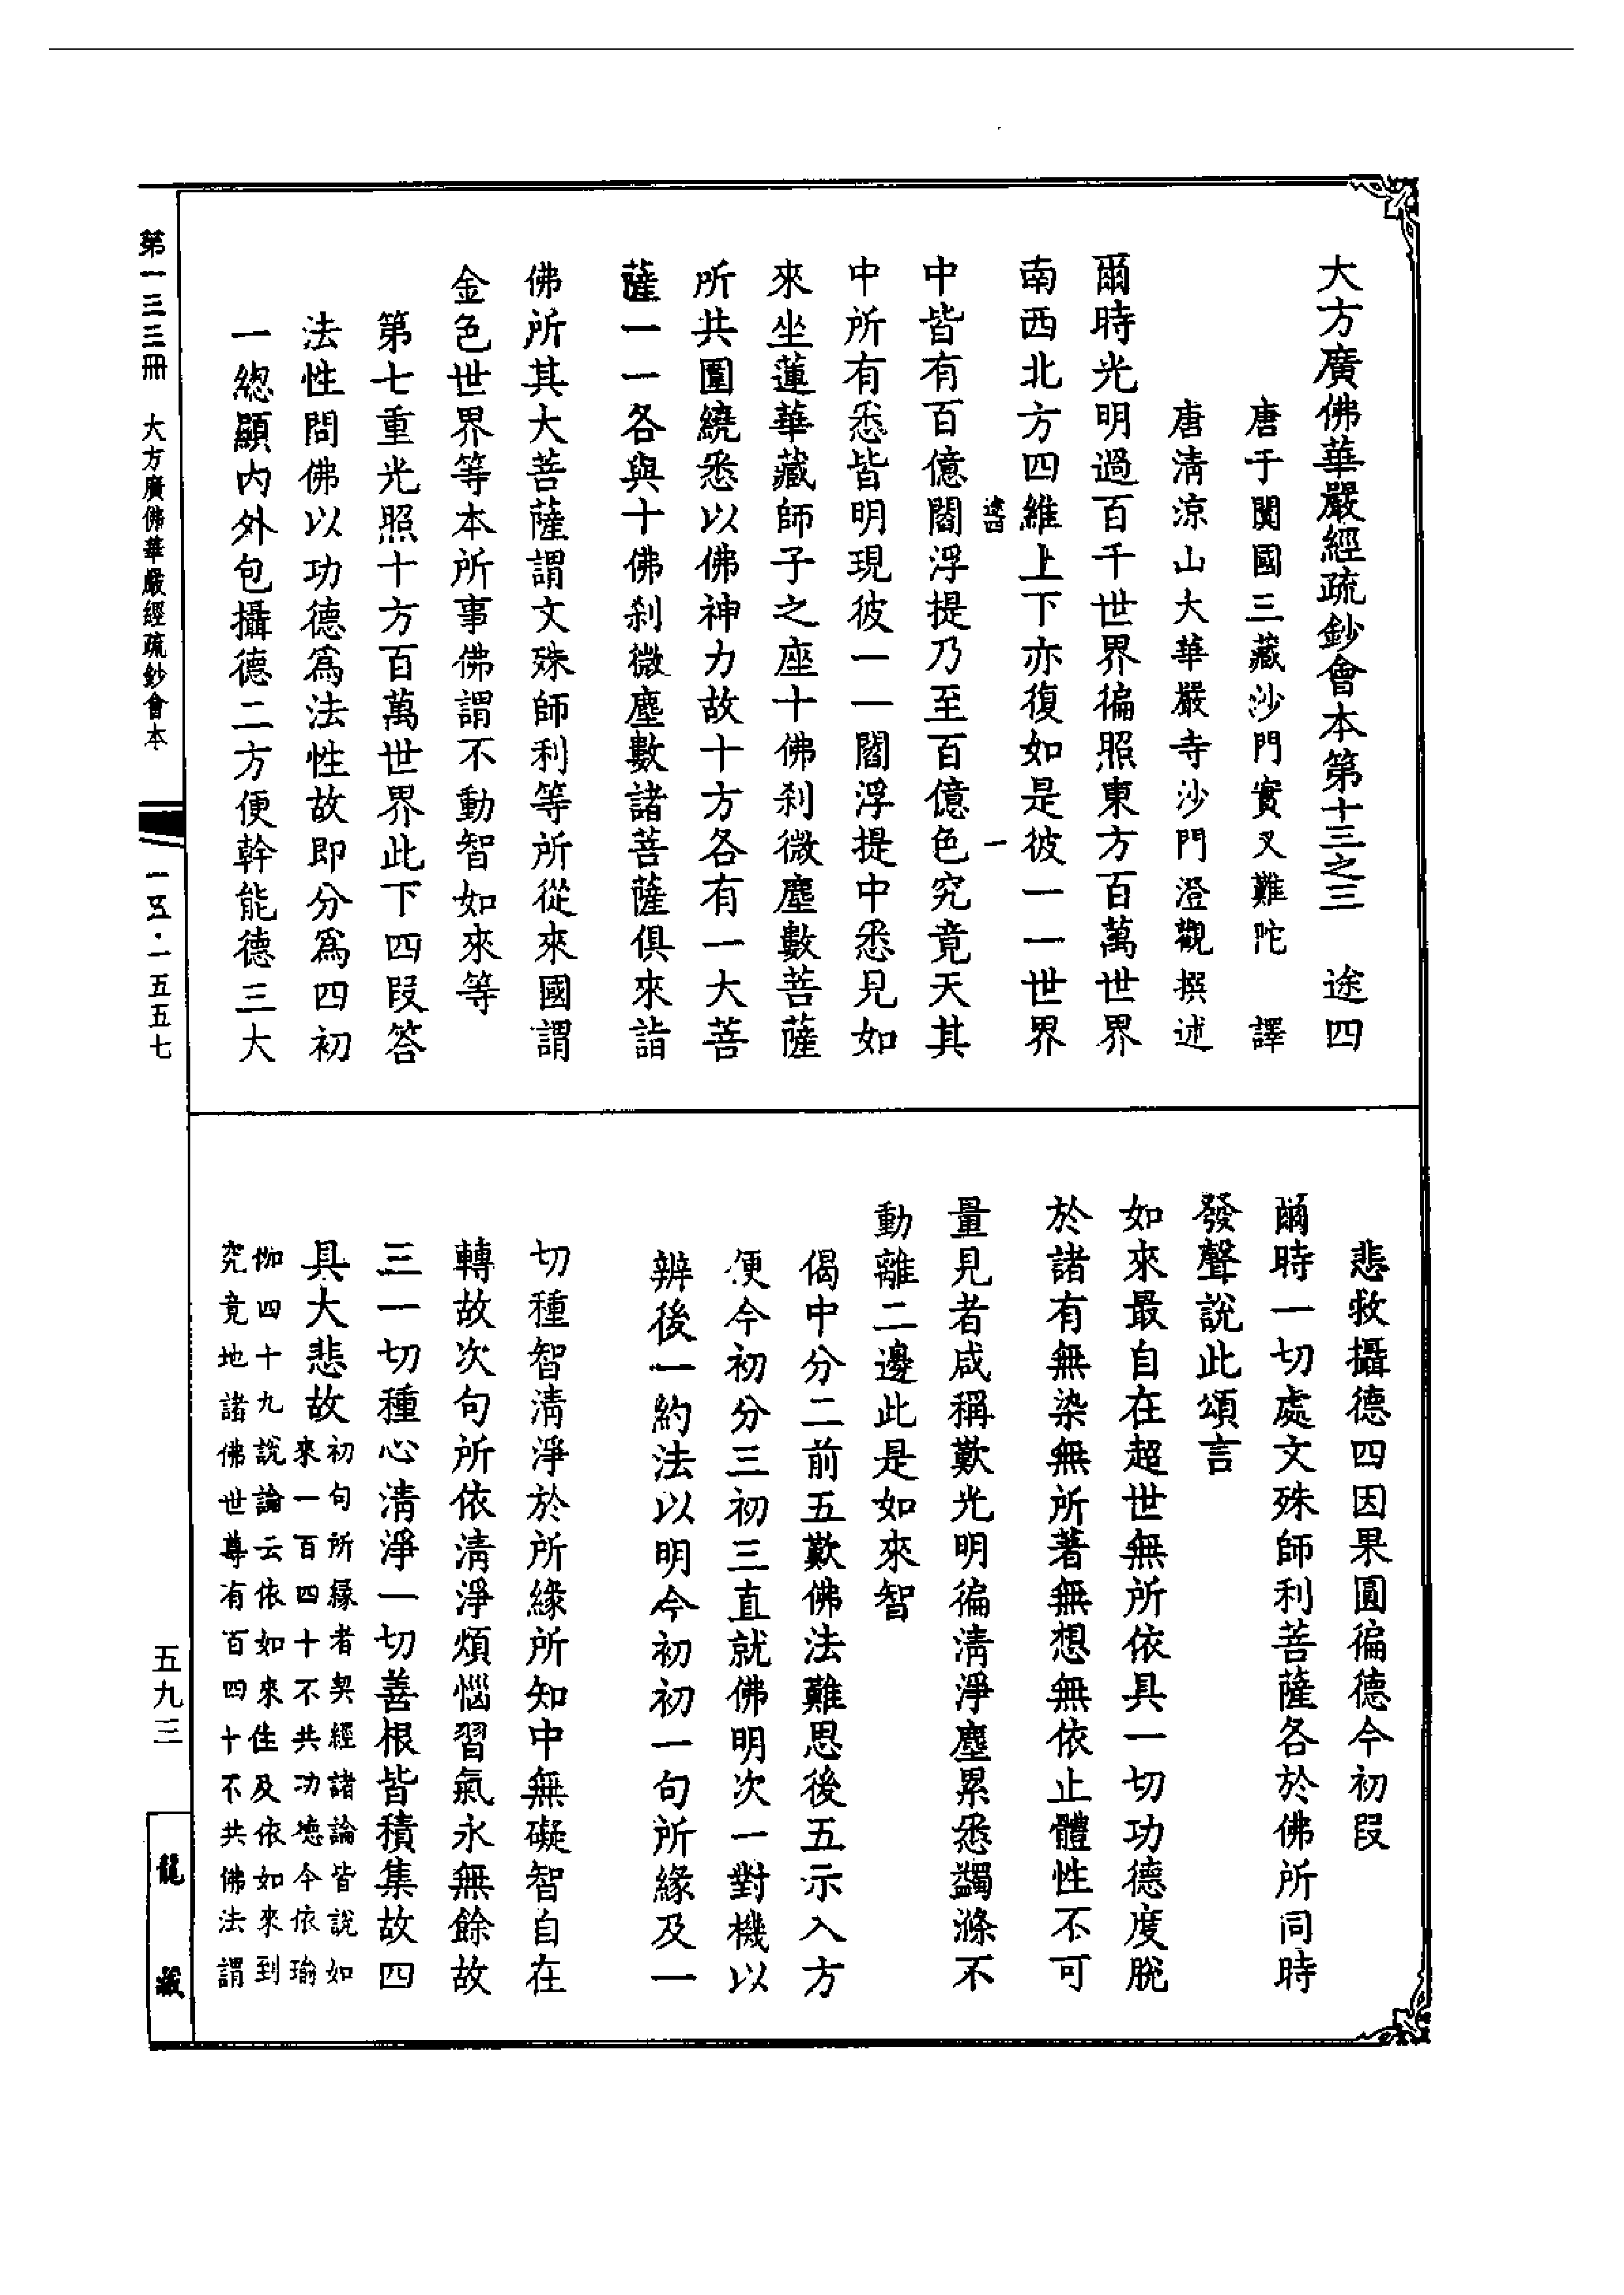 大方廣佛華嚴經疏鈔會本第十三之三　途四
唐于闐國三藏沙門實叉難陀　譯
唐清涼山大華嚴寺沙門澄觀撰述
爾時光明過百千世界徧照東方百萬世界
南西北方四維上下亦復如是彼一一世界
途四　一
中皆有百億閻浮提乃至百億色究竟天其
中所有悉皆明現彼一一閻浮提中悉見如
來坐蓮華藏師子之座十佛刹微塵數菩薩
所共圍繞悉以佛神力故十方各有一大菩
薩一一各與十佛刹微塵數諸菩薩俱來詣
佛所其大菩薩謂文殊師利等所從來國謂
金色世界等本所事佛謂不動智如來等
第七重光照十方百萬世界此下四段答
法性問佛以功德爲法性故即分爲四初
一總顯內外包攝德二方便幹能德三大
悲救攝德四因果圓徧德今初段
爾時一切處文殊師利菩薩各於佛所同時
發聲說此頌言
如來最自在超世無所依具一切功德度脫
於諸有無染無所著無想無依止體性不可
量見者咸稱歎光明徧清淨塵累悉蠲滌不
動離二邊此是如來智
偈中分二前五歎佛法難思後五示入方
便今初分三初三直就佛明次一對機以
辨後一約法以明今初初一句所緣及一
切種智清淨於所緣所知中無礙智自在
轉故次句所依清淨煩惱習氣永無餘故
三一切種心清淨一切善根皆積集故四
具大悲故初句所緣者契經諸論皆說如
來一百四十不共功德今依瑜
伽四十九說論云依如來住及依如來到
究竟地諸佛世尊有百四十不共佛法謂
第一三三冊　大方廣佛華嚴經疏鈔會本
一五·一五五七
五九三
龍藏